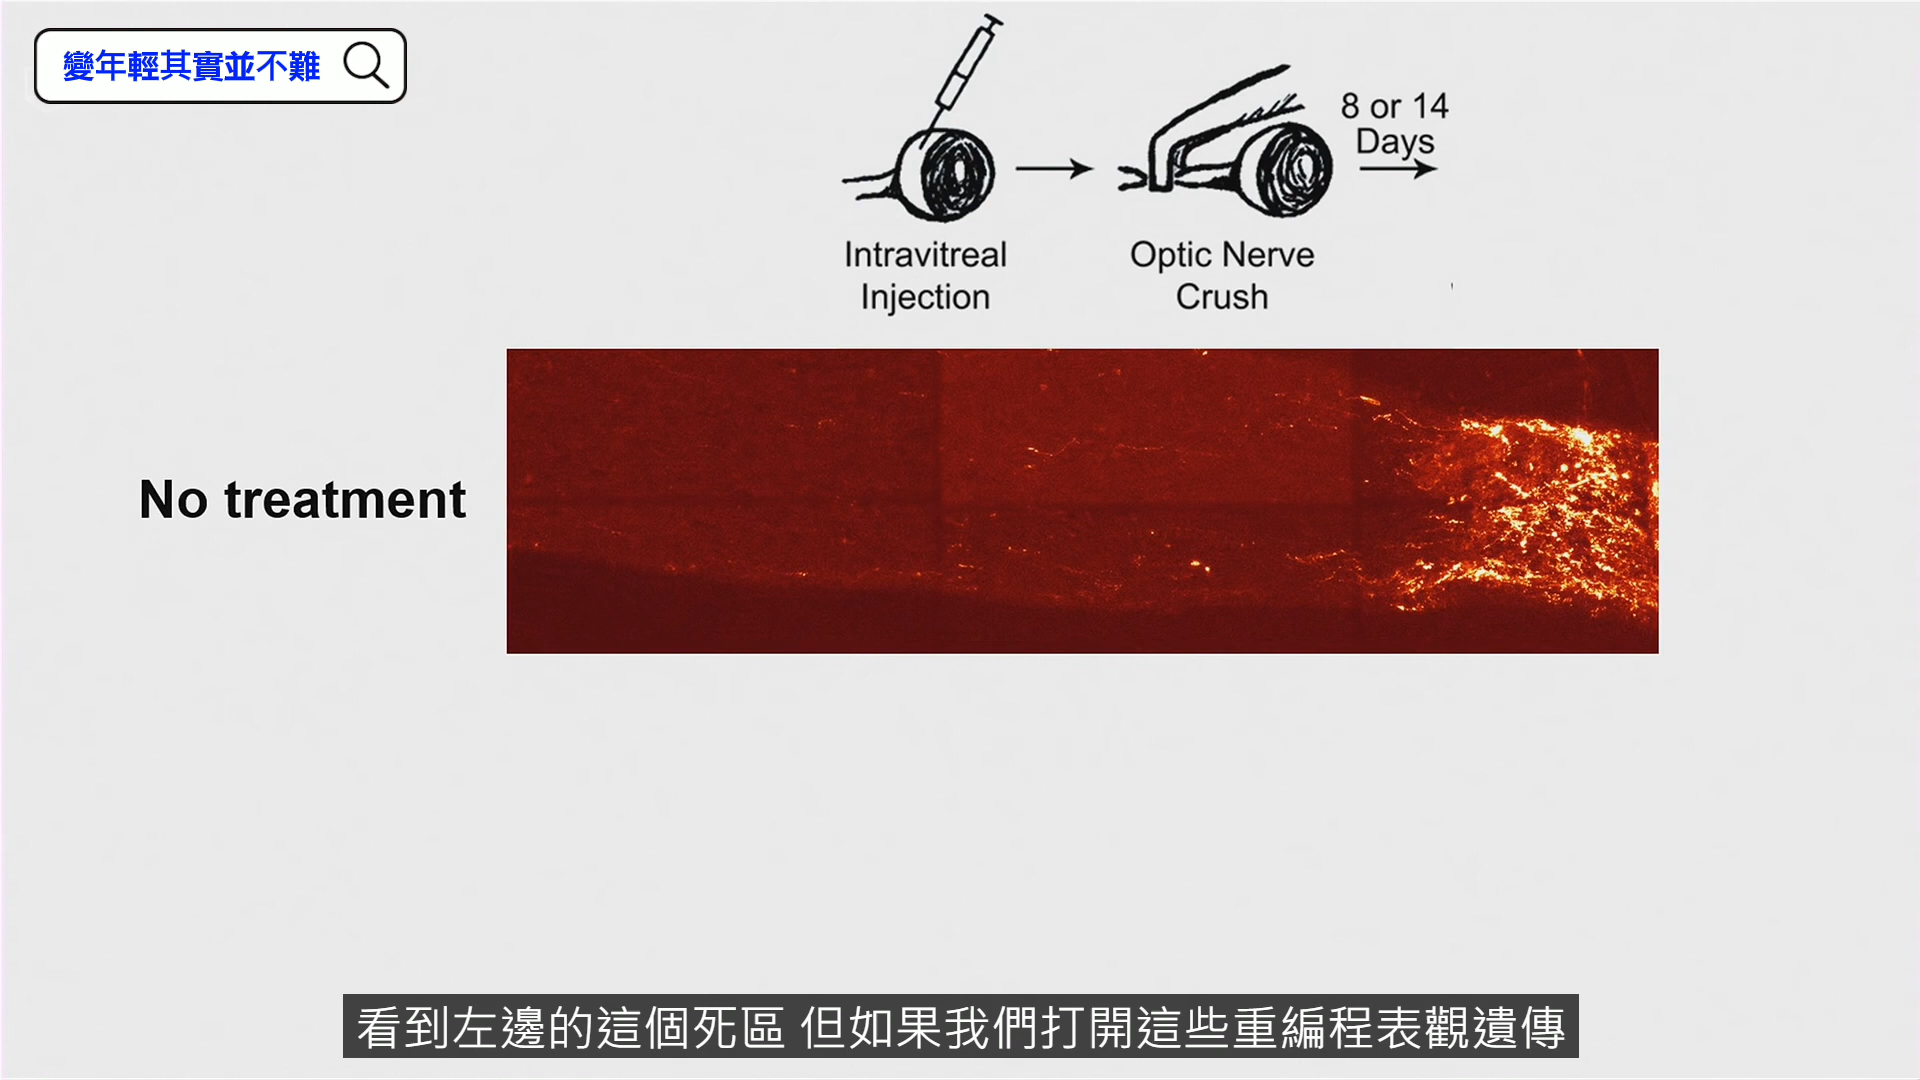 變年輕其實並不難
8 or 14
Days
Intravitreal
Injection
Optic Nerve
Crush
No treatment
看到左邊的這個死區 但如果我們打開這些重編程表觀遺傳